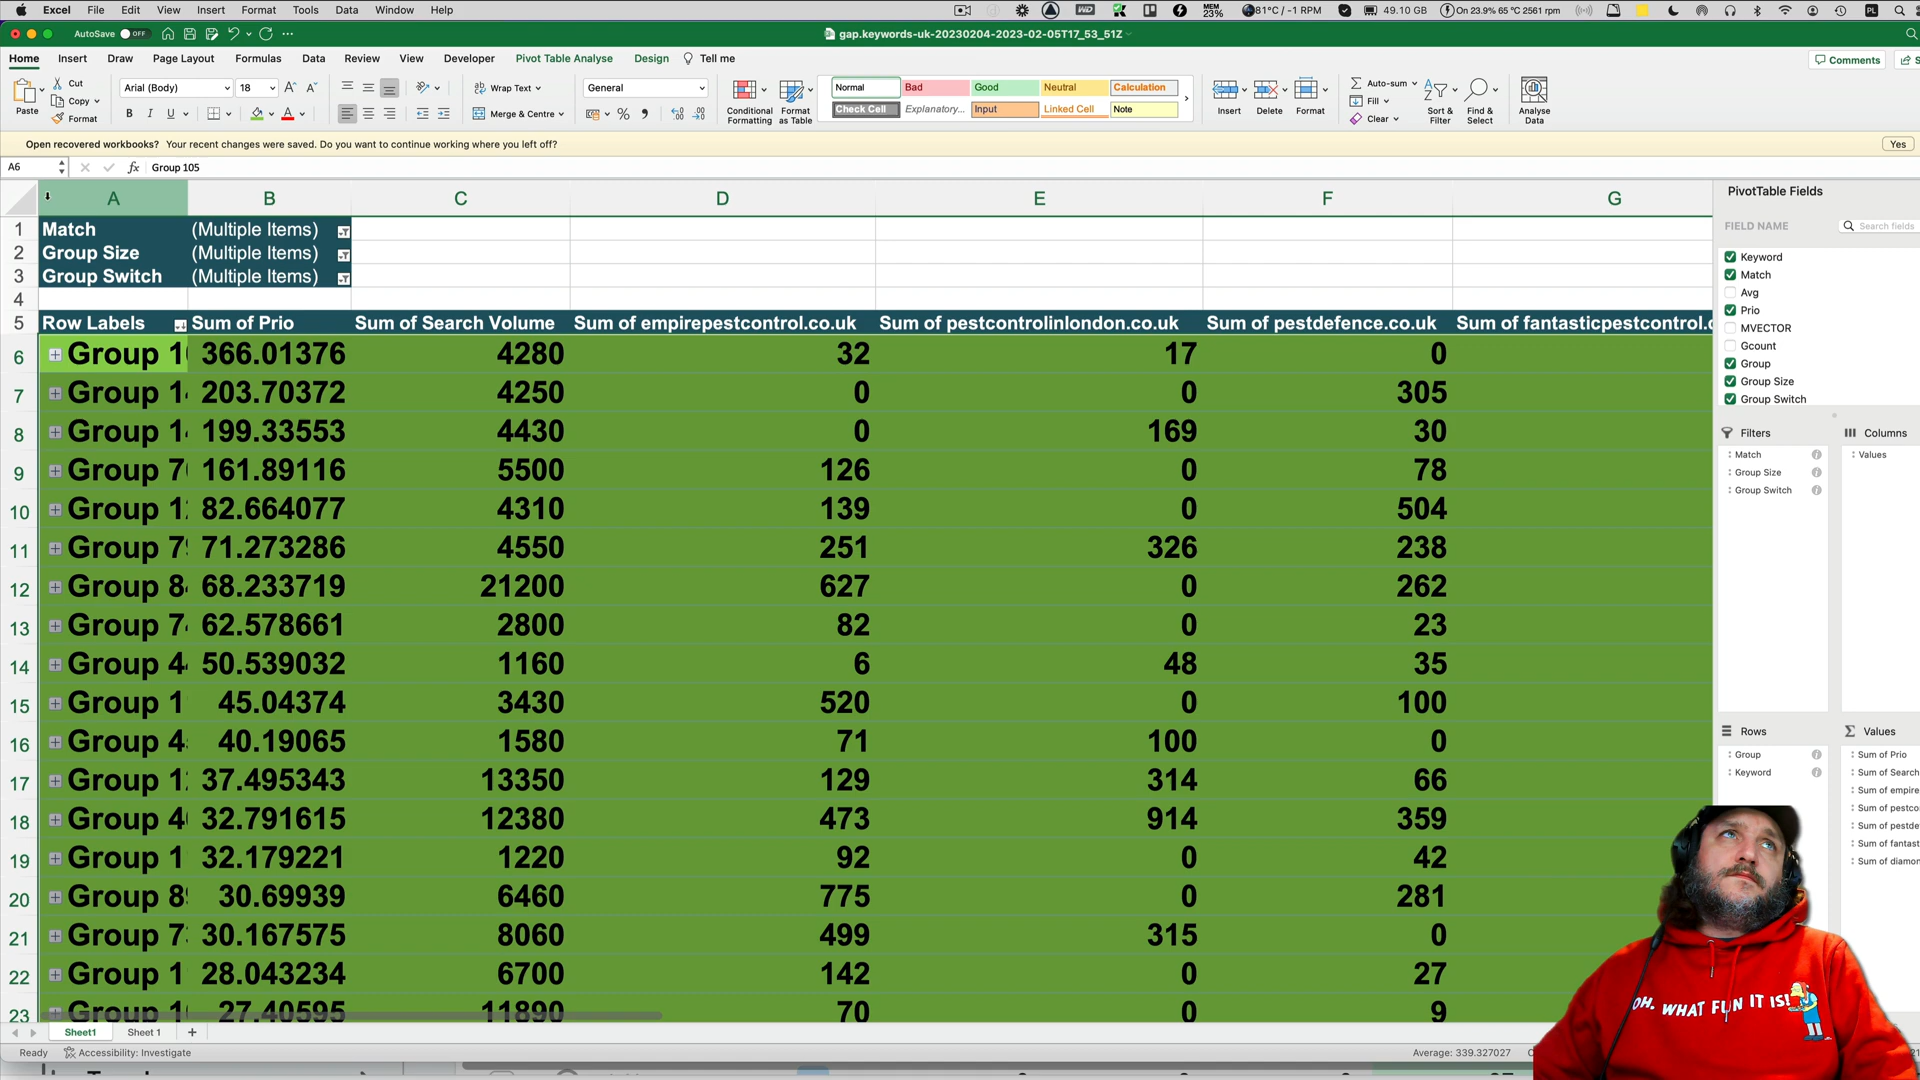 Excel File Edit View Insert Format Tools Data Window Help
MEM 23% 81°C / -1 RPM 49.10 GB On 23.9% 65 °C 2561 rpm PL
AutoSave OFF gap.keywords-uk-20230204-2023-02-05T17_53_51Z
Home Insert Draw Page Layout Formulas Data Review View Developer Pivot Table Analyse Design Tell me Comments
Paste Cut Copy Format
Arial (Body) 18
B I U
Wrap Text
Merge & Centre
General
Conditional Formatting
Format as Table
Normal Bad Good Neutral Calculation
Check Cell Explanatory... Input Linked Cell Note
Insert Delete Format
Auto-sum
Fill
Clear
Sort & Filter
Find & Select
Analyse Data
Open recovered workbooks? Your recent changes were saved. Do you want to continue working where you left off? Yes
A6 fx Group 105
A B C D E F G
1 Match (Multiple Items)
2 Group Size (Multiple Items)
3 Group Switch (Multiple Items)
4
5 Row Labels Sum of Prio Sum of Search Volume Sum of empirepestcontrol.co.uk Sum of pestcontrolinlondon.co.uk Sum of pestdefence.co.uk Sum of fantasticpestcontrol.c
6 Group 10 366.01376 4280 32 17 0
7 Group 1 203.70372 4250 0 0 305
8 Group 1 199.33553 4430 0 169 30
9 Group 7 161.89116 5500 126 0 78
10 Group 1 82.664077 4310 139 0 504
11 Group 7 71.273286 4550 251 326 238
12 Group 8 68.233719 21200 627 0 262
13 Group 7 62.578661 2800 82 0 23
14 Group 4 50.539032 1160 6 48 35
15 Group 1 45.04374 3430 520 0 100
16 Group 4 40.19065 1580 71 100 0
17 Group 1 37.495343 13350 129 314 66
18 Group 4 32.791615 12380 473 914 359
19 Group 1 32.179221 1220 92 0 42
20 Group 8 30.69939 6460 775 0 281
21 Group 7 30.167575 8060 499 315 0
22 Group 1 28.043234 6700 142 0 27
23 Group 1 27.40595 11890 70 0 9
PivotTable Fields
FIELD NAME Search fields
Keyword
Match
Avg
Prio
MVECTOR
Gcount
Group
Group Size
Group Switch
Filters Columns
Match Values
Group Size
Group Switch
Rows Values
Group Sum of Prio
Keyword Sum of Search
Sum of empire
Sum of pestco
Sum of pestde
Sum of fantast
Sum of diamon
OH, WHAT FUN IT IS!
Sheet1 Sheet 1 +
Ready Accessibility: Investigate Average: 339.327027